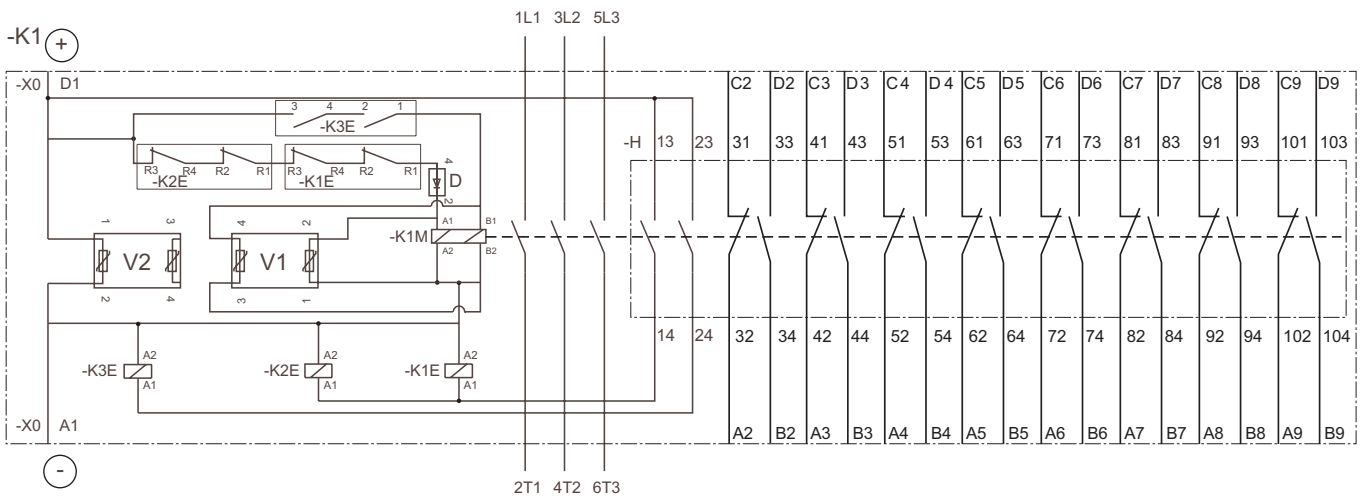 1L1 3L2 5L3
-K1 +
-X0 D1 C2 D2 C3 D3 C4 D4 C5 D5 C6 D6 C7 D7 C8 D8 C9 D9
3 4 2 1
-K3E
-H 13 23 31 33 41 43 51 53 61 63 71 73 81 83 91 93 101 103
R3 R4 R2 R1 R3 R4 R2 R1
-K2E -K1E
4
D
2
1 3 4 2 A1 B1
-K1M
V2 V1 A2 B2
2 4 3 1
14 24 32 34 42 44 52 54 62 64 72 74 82 84 92 94 102 104
A2 A2 A2
-K3E -K2E -K1E
A1 A1 A1
-X0 A1 A2 B2 A3 B3 A4 B4 A5 B5 A6 B6 A7 B7 A8 B8 A9 B9
-
2T1 4T2 6T3